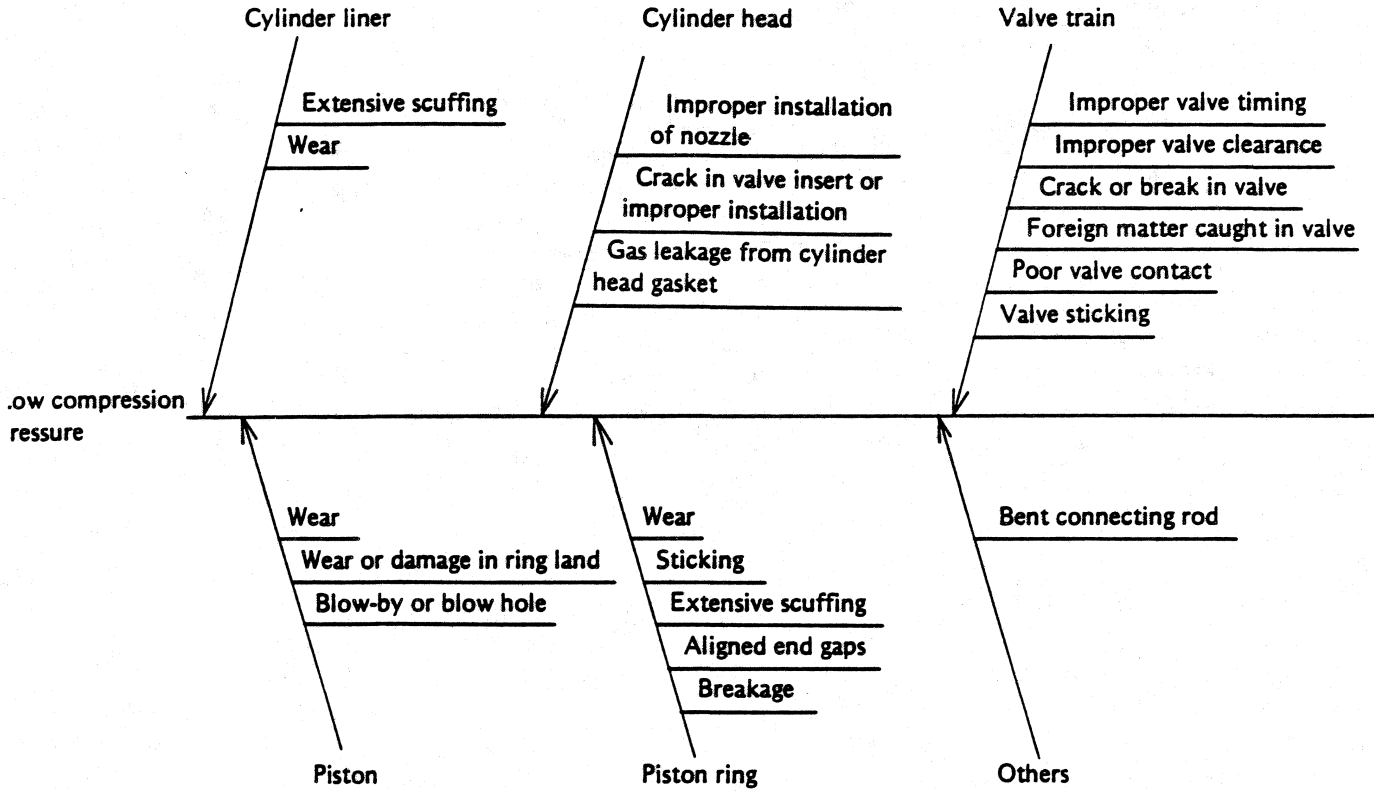 Cylinder liner
Extensive scuffing
Wear
Cylinder head
Improper installation
of nozzle
Crack in valve insert or
improper installation
Gas leakage from cylinder
head gasket
Valve train
Improper valve timing
Improper valve clearance
Crack or break in valve
Foreign matter caught in valve
Poor valve contact
Valve sticking
.ow compression
ressure
Wear
Wear or damage in ring land
Blow-by or blow hole
Piston
Wear
Sticking
Extensive scuffing
Aligned end gaps
Breakage
Piston ring
Bent connecting rod
Others